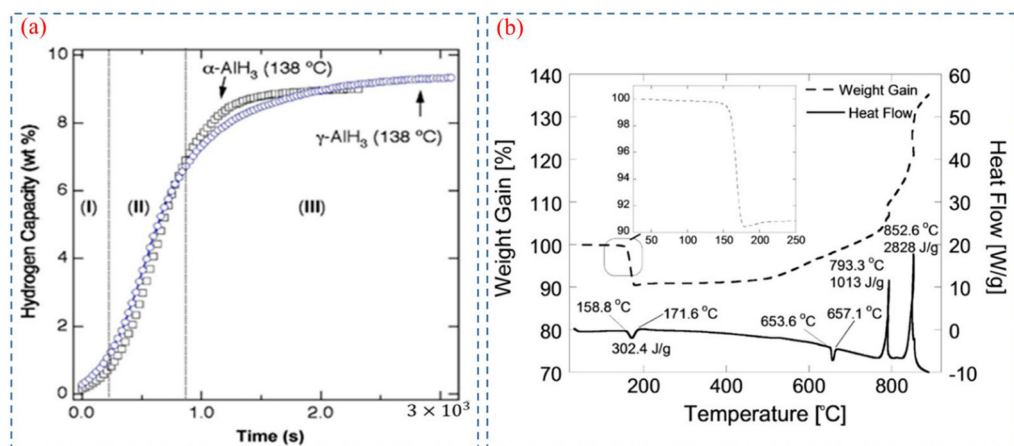 (a)
Hydrogen Capacity (wt %)
10
8
6
4
2
0
α-AlH₃ (138 °C)
γ-AlH₃ (138 °C)
(I)
(II)
(III)
0.0
1.0
2.0
3 × 10³
Time (s)
(b)
Weight Gain [%]
140
130
120
110
100
90
80
70
Weight Gain
Heat Flow
100
98
96
94
92
90
50
100
150
200
250
852.6 °C
2828 J/g
793.3 °C
1013 J/g
158.8 °C
171.6 °C
302.4 J/g
653.6 °C
657.1 °C
60
50
40
30
20
10
0
-10
Heat Flow [W/g]
200
400
600
800
Temperature [°C]